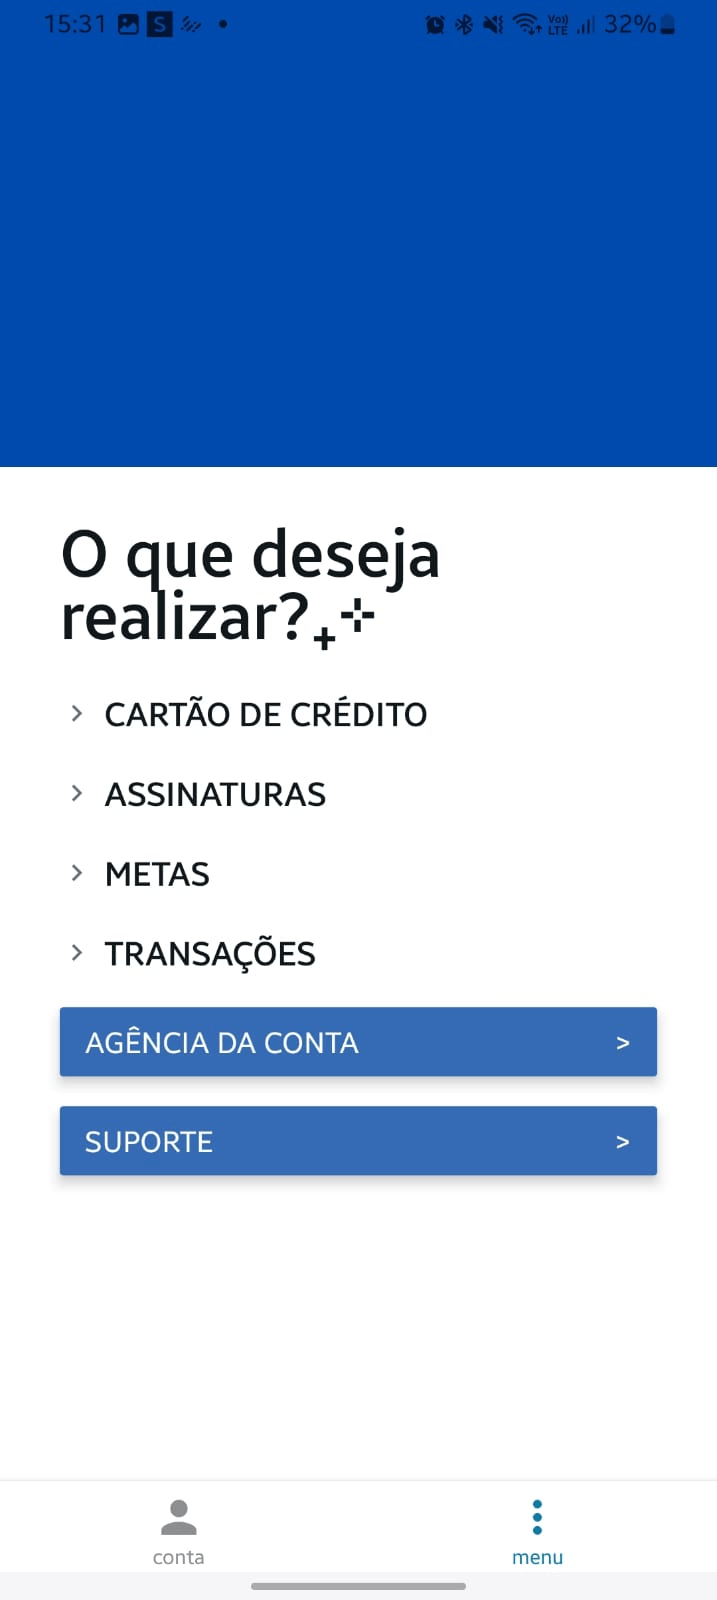 15:31 S Vo)) LTE 32%
O que deseja
realizar?
CARTÃO DE CRÉDITO
ASSINATURAS
METAS
TRANSAÇÕES
AGÊNCIA DA CONTA >
SUPORTE >
conta menu